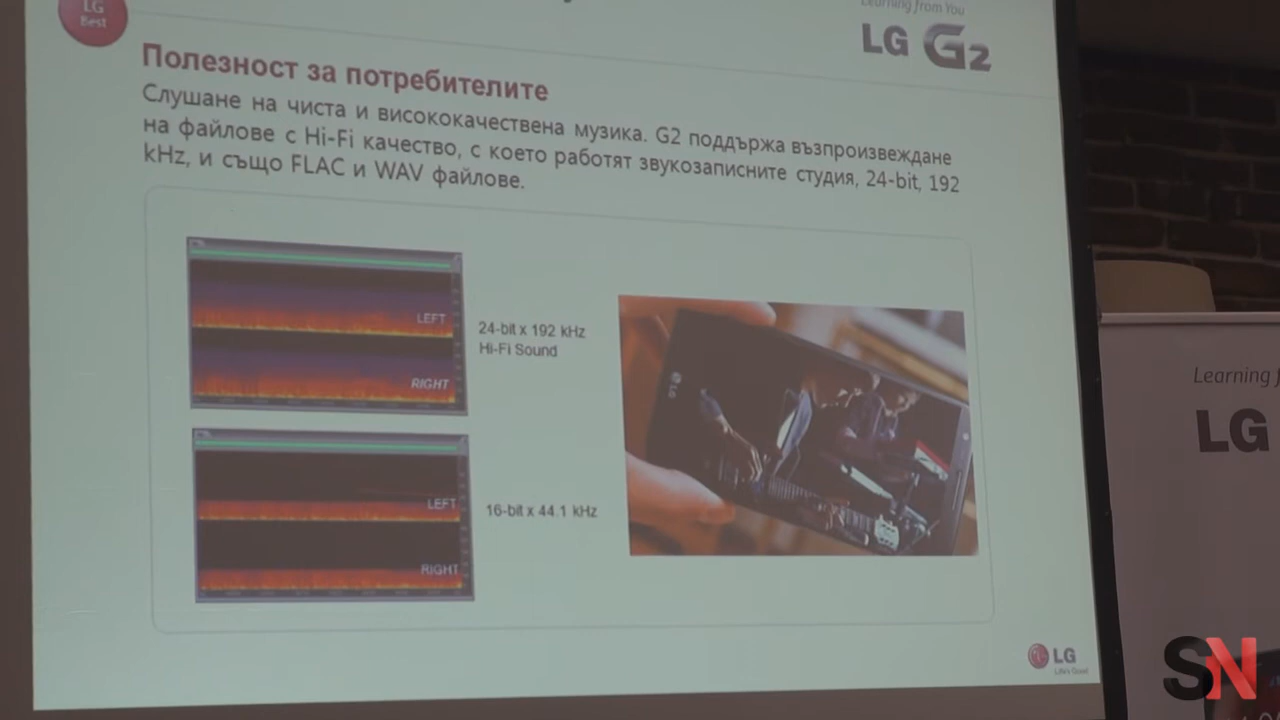 LG
Best
Learning from You
LG G2
Полезност за потребителите
Слушане на чиста и висококачествена музика. G2 поддържа възпроизвеждане
на файлове с Hi-Fi качество, с което работят звукозаписните студия, 24-bit, 192
kHz, и също FLAC и WAV файлове.
LEFT
RIGHT
24-bit x 192 kHz
Hi-Fi Sound
LEFT
RIGHT
16-bit x 44.1 kHz
LG
LG
Life's Good
Learning
LG
SN